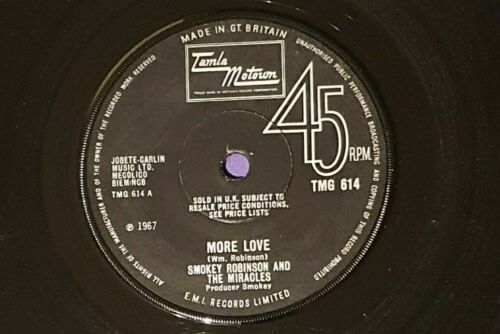 MADE IN GT. BRITAIN
UNAUTHORISED PUBLIC PERFORMANCE BROADCASTING AND COPYING OF THIS RECORD PROHIBITED
ALL RIGHTS OF THE MANUFACTURER AND OF THE OWNER OF THE RECORDED WORK RESERVED
Tamla
Motown
TRADE MARK OF MOTOWN RECORD CORPORATION
45
R.P.M.
TMG 614
JOBETE-CARLIN
MUSIC LTD.
MECOLICO
BIEM/NCB
TMG 614 A
SOLD IN U.K. SUBJECT TO
RESALE PRICE CONDITIONS,
SEE PRICE LISTS
℗ 1967
MORE LOVE
(Wm. Robinson)
SMOKEY ROBINSON AND
THE MIRACLES
Producer Smokey
E.M.I. RECORDS LIMITED